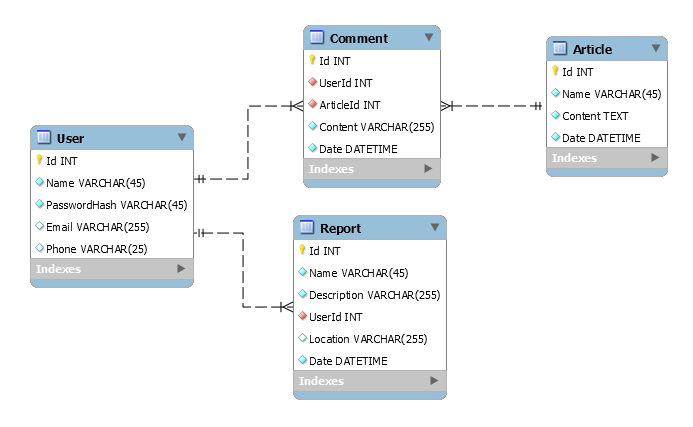 Comment
Id INT
UserId INT
ArticleId INT
Content VARCHAR(255)
Date DATETIME
Indexes
Article
Id INT
Name VARCHAR(45)
Content TEXT
Date DATETIME
Indexes
User
Id INT
Name VARCHAR(45)
PasswordHash VARCHAR(45)
Email VARCHAR(255)
Phone VARCHAR(25)
Indexes
Report
Id INT
Name VARCHAR(45)
Description VARCHAR(255)
UserId INT
Location VARCHAR(255)
Date DATETIME
Indexes